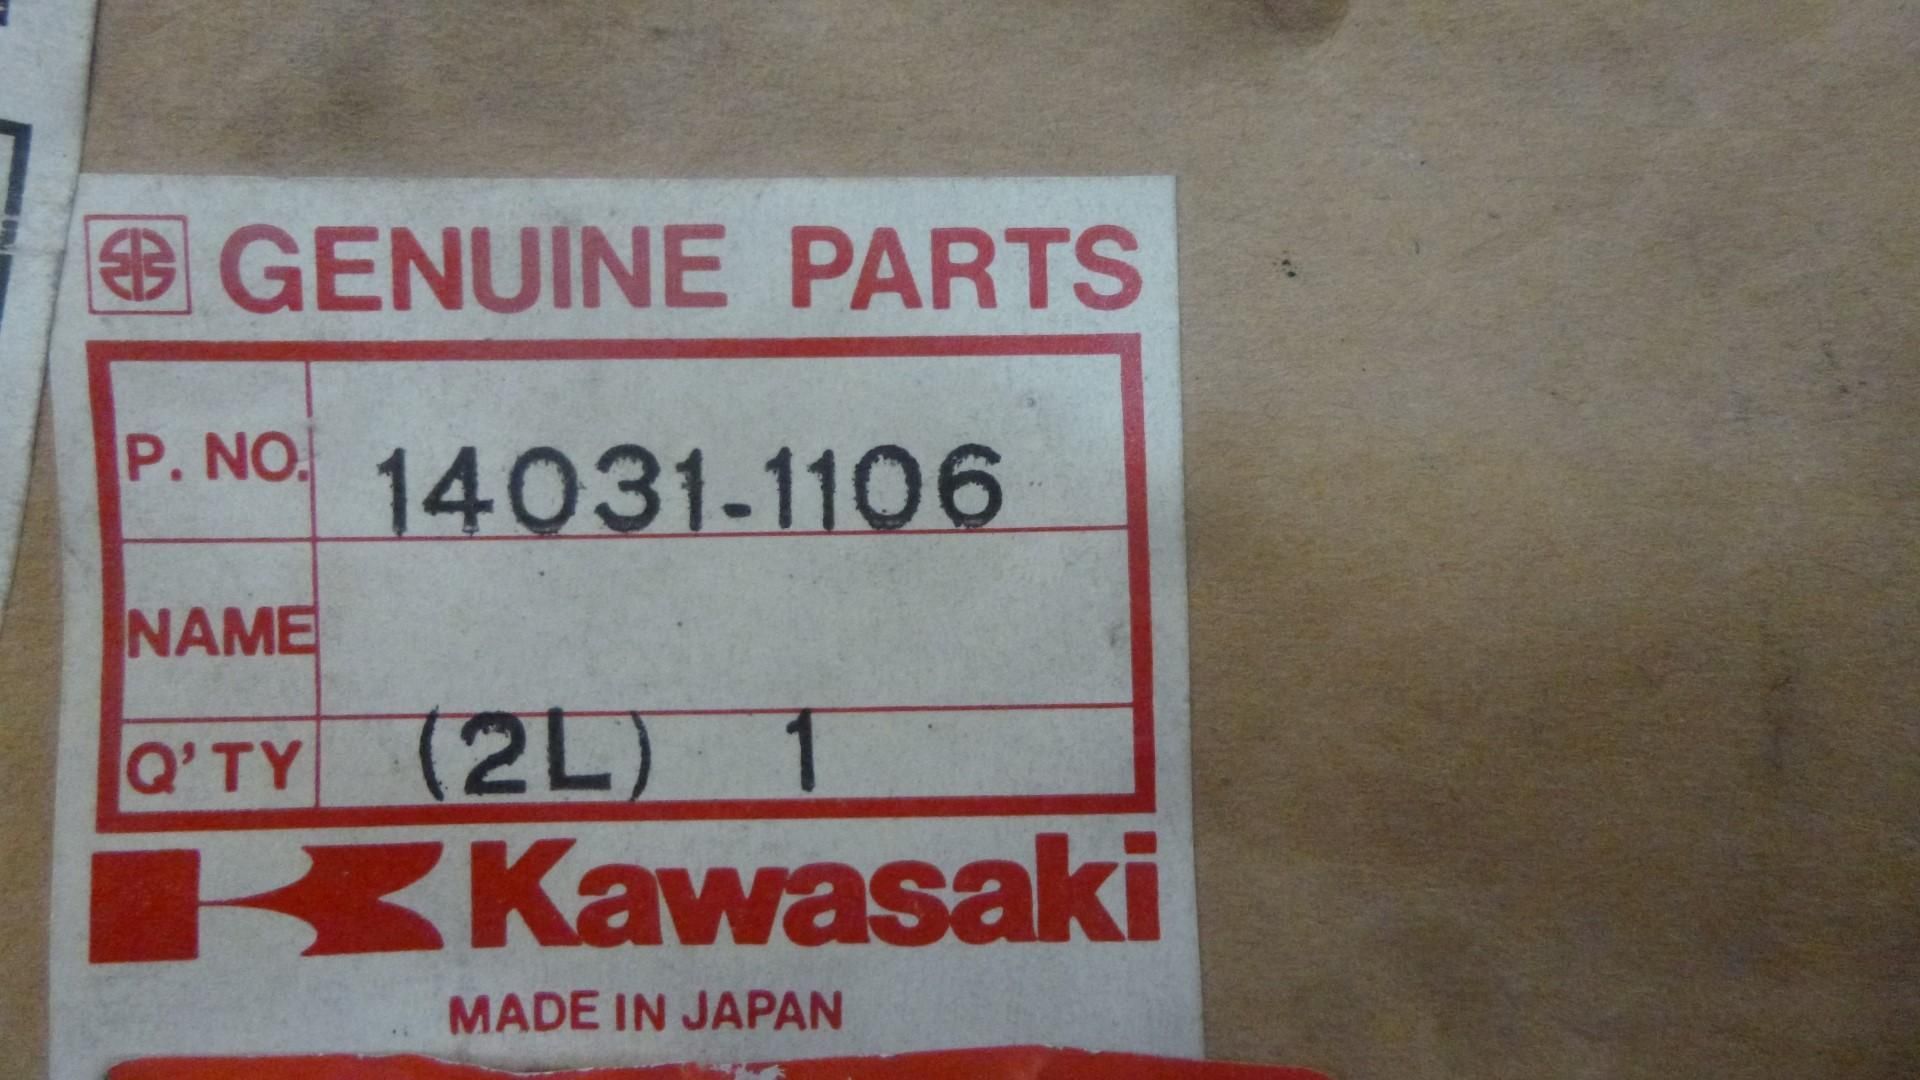 GENUINE PARTS
P. NO. 14031-1106
NAME
Q'TY (2L) 1
Kawasaki
MADE IN JAPAN